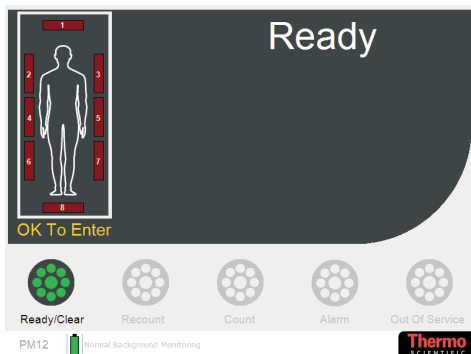 1
Ready
2 3
4 5
6 7
8
OK To Enter
Ready/Clear Recount Count Alarm Out Of Service
PM12 Normal Background Monitoring
Thermo
SCIENTIFIC